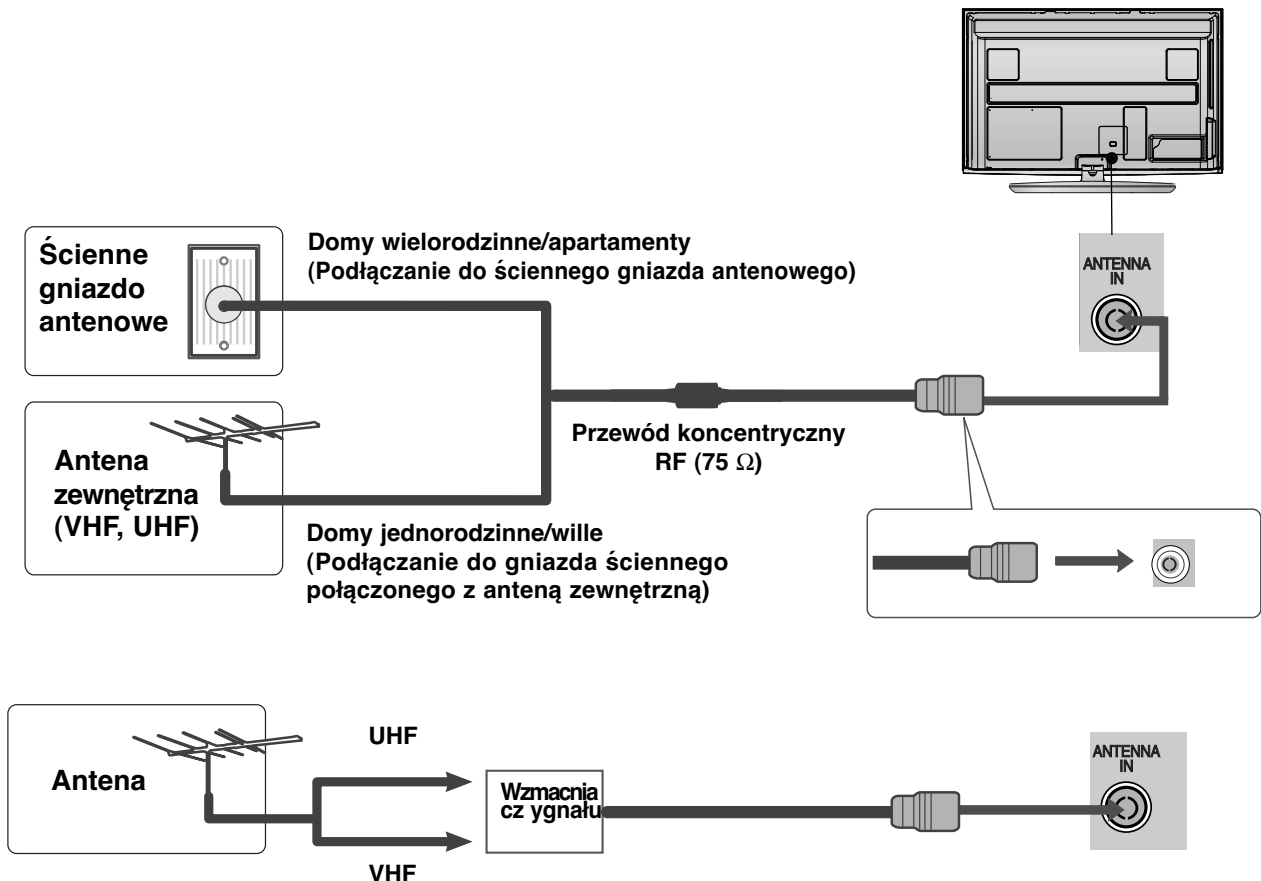 Ścienne
gniazdo
antenowe
Domy wielorodzinne/apartamenty
(Podłączanie do ściennego gniazda antenowego)
ANTENNA
IN
Antena
zewnętrzna
(VHF, UHF)
Przewód koncentryczny
RF (75 Ω)
Domy jednorodzinne/wille
(Podłączanie do gniazda ściennego
połączonego z anteną zewnętrzną)
Antena
UHF
VHF
Wzmacnia
cz ygnału
ANTENNA
IN